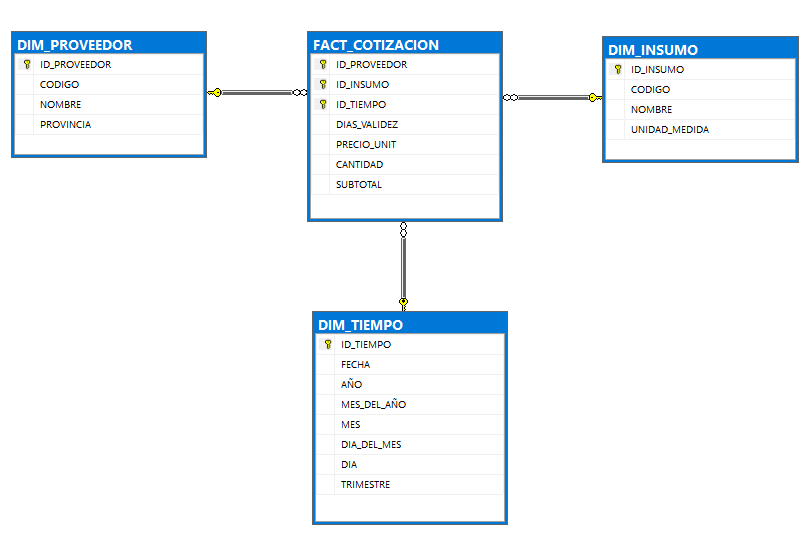 DIM_PROVEEDOR
ID_PROVEEDOR
CODIGO
NOMBRE
PROVINCIA
FACT_COTIZACION
ID_PROVEEDOR
ID_INSUMO
ID_TIEMPO
DIAS_VALIDEZ
PRECIO_UNIT
CANTIDAD
SUBTOTAL
DIM_INSUMO
ID_INSUMO
CODIGO
NOMBRE
UNIDAD_MEDIDA
DIM_TIEMPO
ID_TIEMPO
FECHA
AÑO
MES_DEL_AÑO
MES
DIA_DEL_MES
DIA
TRIMESTRE